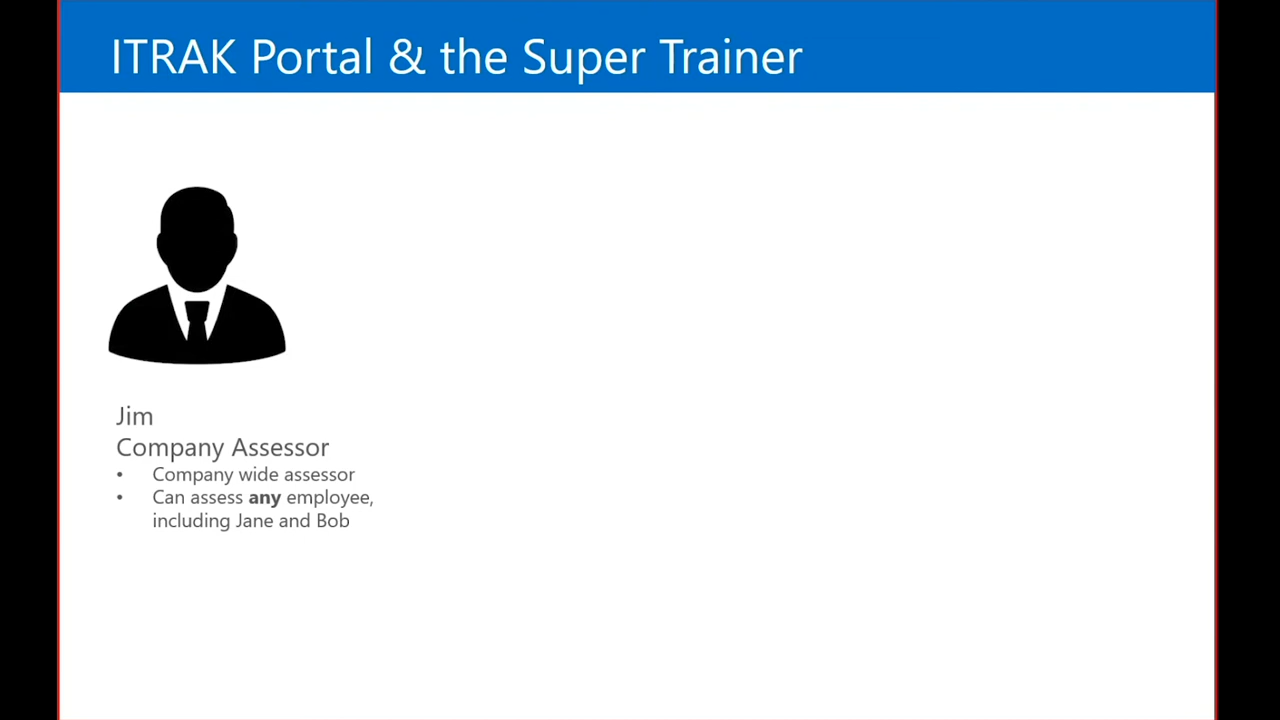 ITRAK Portal & the Super Trainer
Jim
Company Assessor
• Company wide assessor
• Can assess any employee,
including Jane and Bob